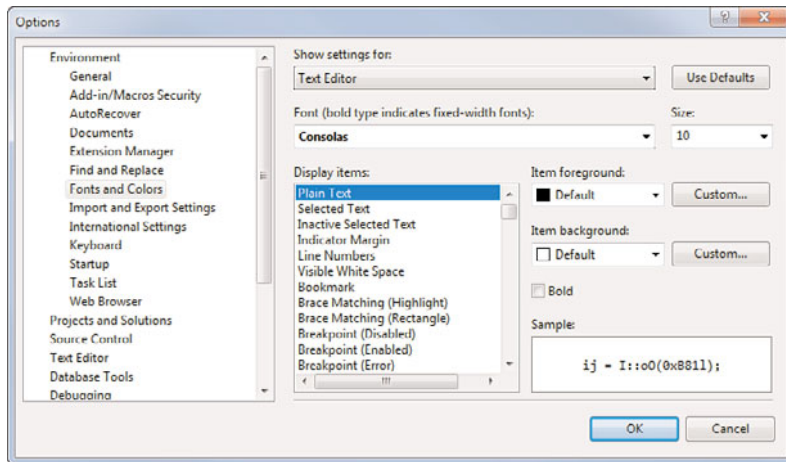 Options
Environment
General
Add-in/Macros Security
AutoRecover
Documents
Extension Manager
Find and Replace
Fonts and Colors
Import and Export Settings
International Settings
Keyboard
Startup
Task List
Web Browser
Projects and Solutions
Source Control
Text Editor
Database Tools
Debugging
Show settings for:
Text Editor
Use Defaults
Font (bold type indicates fixed-width fonts):
Size:
Consolas
10
Display items:
Plain Text
Selected Text
Inactive Selected Text
Indicator Margin
Line Numbers
Visible White Space
Bookmark
Brace Matching (Highlight)
Brace Matching (Rectangle)
Breakpoint (Disabled)
Breakpoint (Enabled)
Breakpoint (Error)
Item foreground:
Default
Custom...
Item background:
Default
Custom...
Bold
Sample:
ij = I::oO(0xB81l);
OK
Cancel